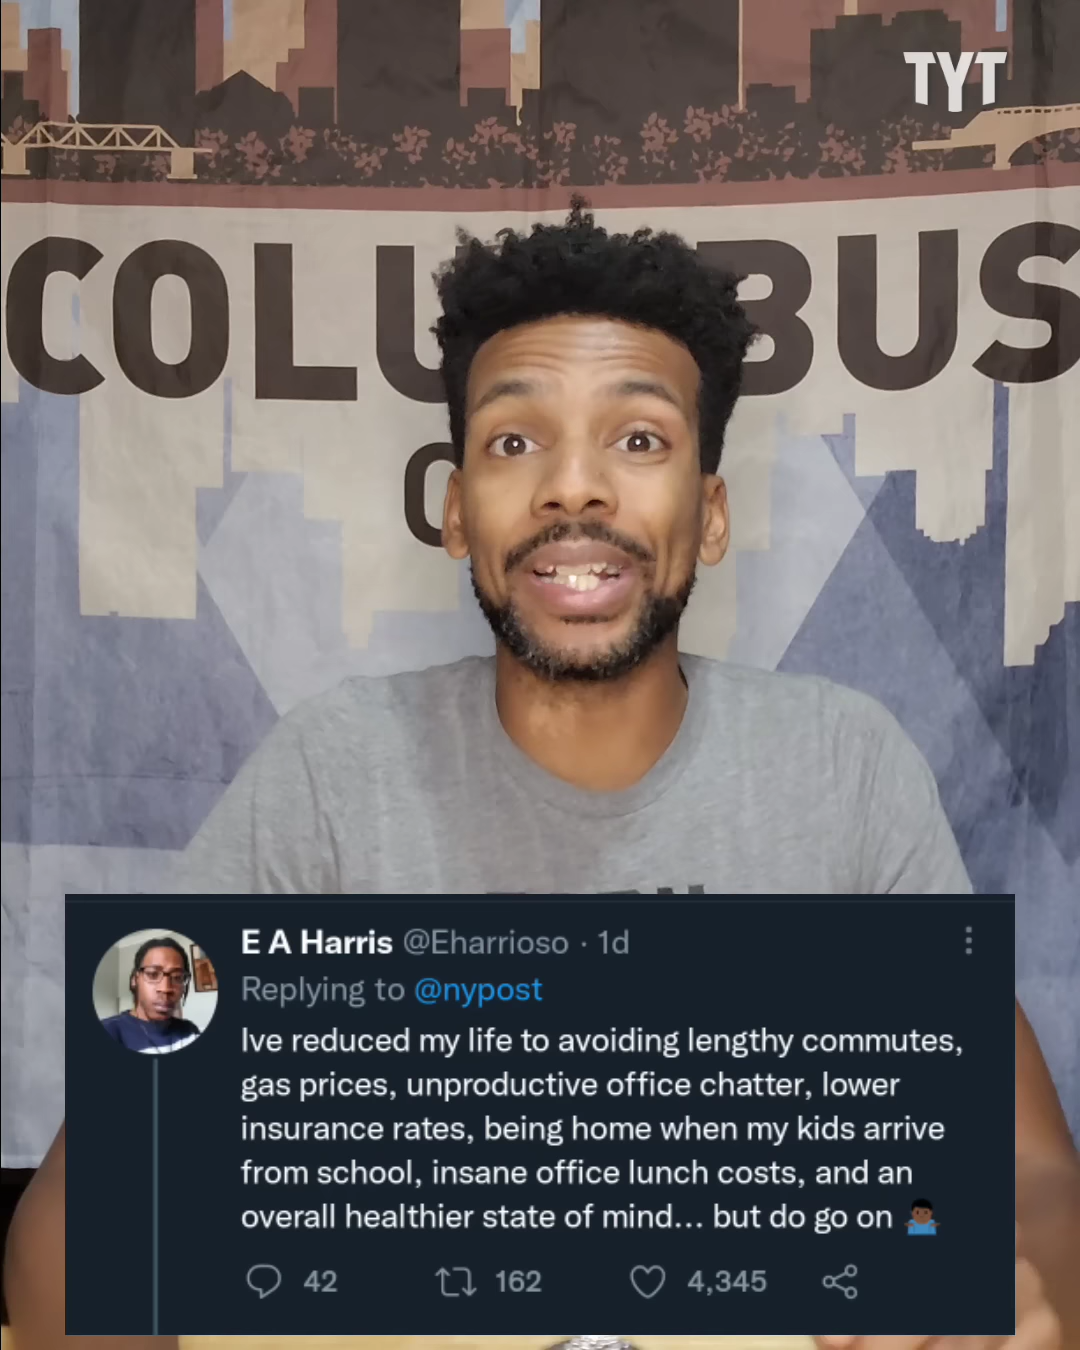 TYT
COLU BUS
E A Harris @Eharrioso · 1d
Replying to @nypost
Ive reduced my life to avoiding lengthy commutes,
gas prices, unproductive office chatter, lower
insurance rates, being home when my kids arrive
from school, insane office lunch costs, and an
overall healthier state of mind... but do go on 🤷🏿‍♂️
42 162 4,345